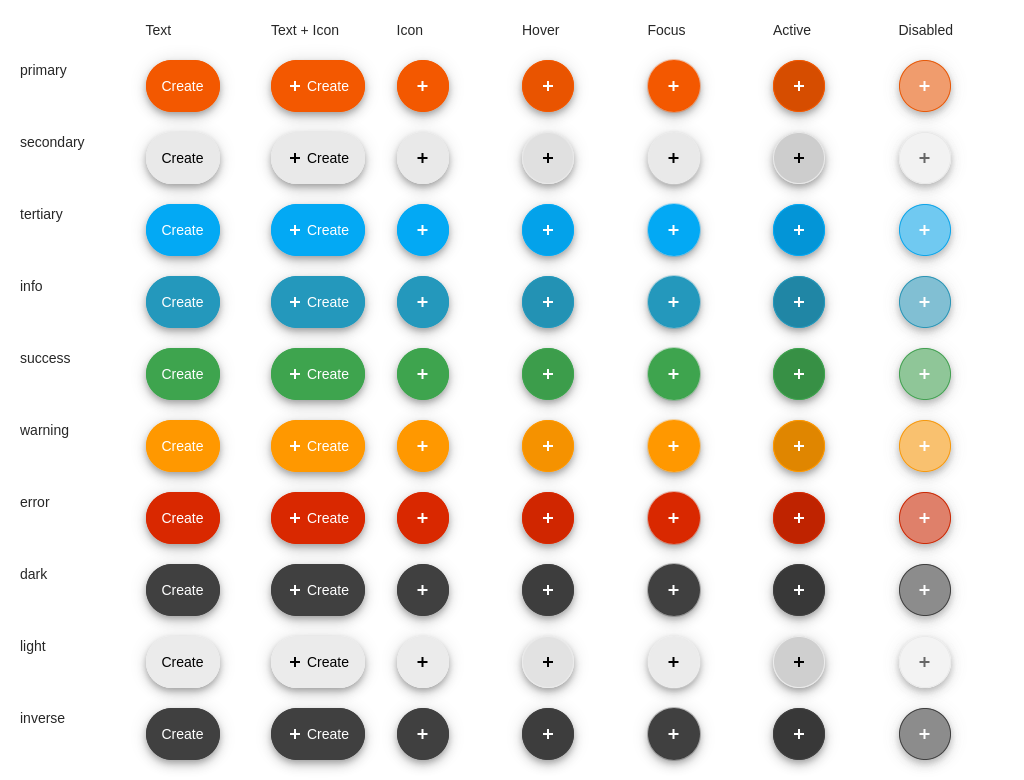 Text Text + Icon Icon Hover Focus Active Disabled
primary Create + Create + + + + +
secondary Create + Create + + + + +
tertiary Create + Create + + + + +
info Create + Create + + + + +
success Create + Create + + + + +
warning Create + Create + + + + +
error Create + Create + + + + +
dark Create + Create + + + + +
light Create + Create + + + + +
inverse Create + Create + + + + +